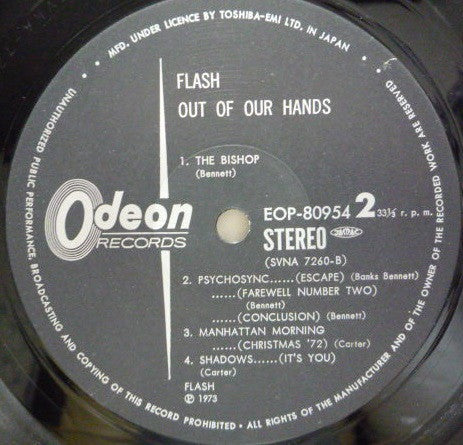 MFD. UNDER LICENCE BY TOSHIBA-EMI LTD. IN JAPAN
UNAUTHORIZED PUBLIC PERFORMANCE, BROADCASTING AND COPYING OF THIS RECORD PROHIBITED • ALL RIGHTS OF THE MANUFACTURER AND OF THE OWNER OF THE RECORDED WORK ARE RESERVED
FLASH
OUT OF OUR HANDS
1. THE BISHOP
(Bennett)
Odeon
RECORDS
EOP-80954 2 33⅓ r. p. m.
STEREO
(SVNA 7260-B)
2. PSYCHOSYNC......(ESCAPE) (Banks Bennett)
......(FAREWELL NUMBER TWO)
(Bennett)
......(CONCLUSION) (Bennett)
3. MANHATTAN MORNING
......(CHRISTMAS '72) (Carter)
4. SHADOWS......(IT'S YOU)
(Carter)
FLASH
℗ 1973